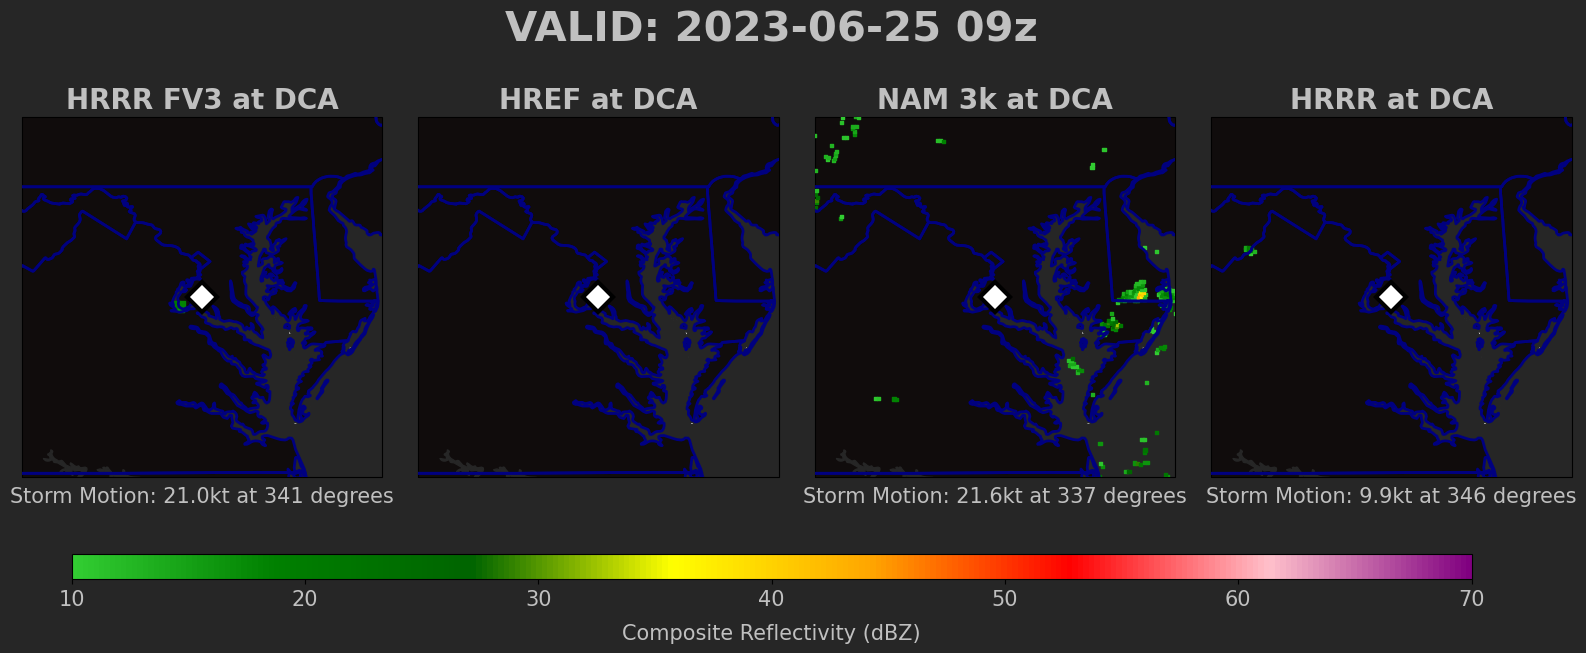 VALID: 2023-06-25 09z
HRRR FV3 at DCA
HREF at DCA
NAM 3k at DCA
HRRR at DCA
Storm Motion: 21.0kt at 341 degrees
Storm Motion: 21.6kt at 337 degrees
Storm Motion: 9.9kt at 346 degrees
10 20 30 40 50 60 70
Composite Reflectivity (dBZ)